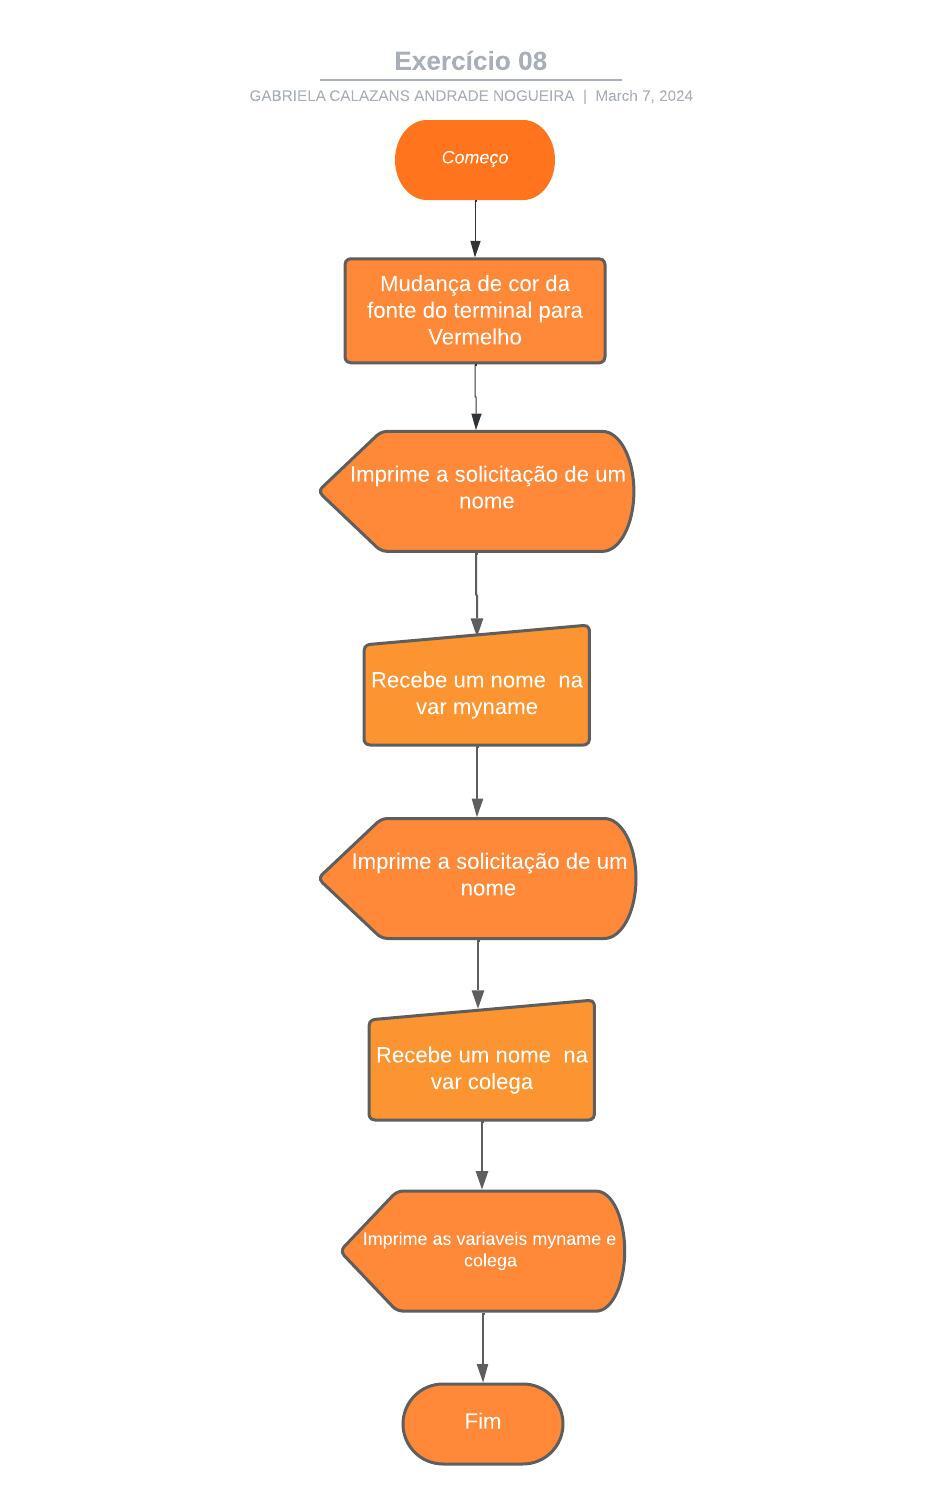 Exercício 08
GABRIELA CALAZANS ANDRADE NOGUEIRA | March 7, 2024
Começo
Mudança de cor da
fonte do terminal para
Vermelho
Imprime a solicitação de um
nome
Recebe um nome  na
var myname
Imprime a solicitação de um
nome
Recebe um nome  na
var colega
Imprime as variaveis myname e
colega
Fim